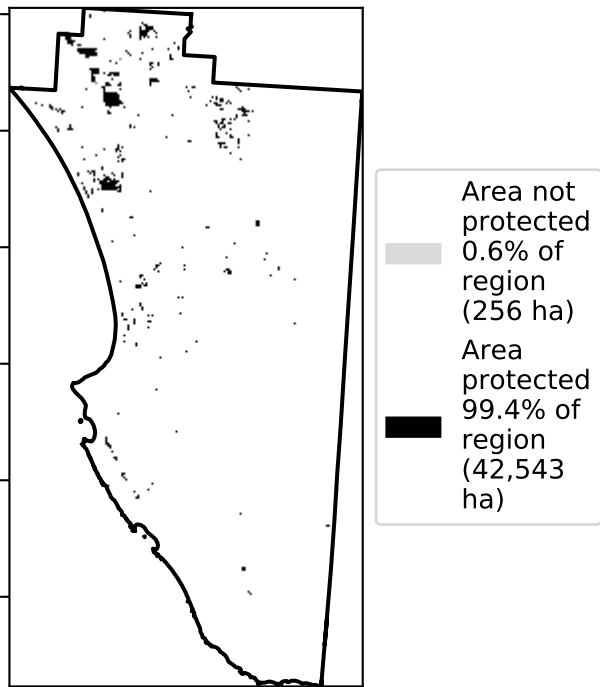 Area not
protected
0.6% of
region
(256 ha)
Area
protected
99.4% of
region
(42,543
ha)